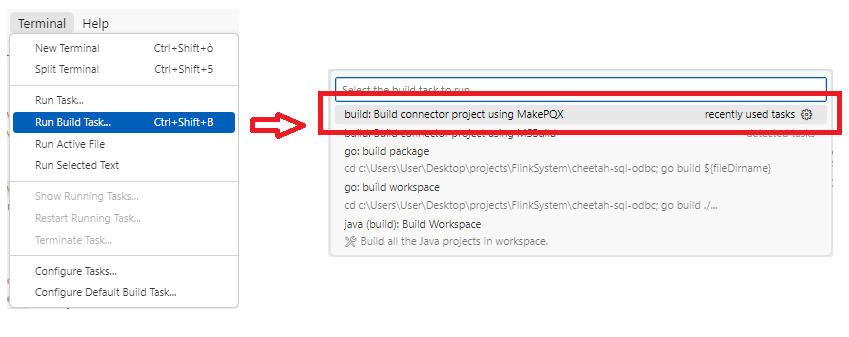 Terminal Help
New Terminal Ctrl+Shift+ò
Split Terminal Ctrl+Shift+5
Run Task...
Run Build Task... Ctrl+Shift+B
Run Active File
Run Selected Text
Show Running Tasks...
Restart Running Task...
Terminate Task...
Configure Tasks...
Configure Default Build Task...
Select the build task to run
build: Build connector project using MakePQX recently used tasks
build: Build connector project using MSBuild detected tasks
go: build package
cd c:\Users\User\Desktop\projects\FlinkSystem\cheetah-sql-odbc; go build ${fileDirname}
go: build workspace
cd c:\Users\User\Desktop\projects\FlinkSystem\cheetah-sql-odbc; go build ./...
java (build): Build Workspace
Build all the Java projects in workspace.